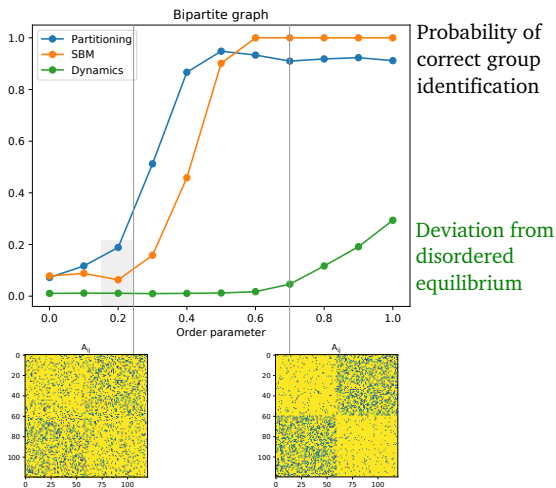 Bipartite graph
Partitioning
SBM
Dynamics
1.0
0.8
0.6
0.4
0.2
0.0
0.0 0.2 0.4 0.6 0.8 1.0
Order parameter
Probability of
correct group
identification
Deviation from
disordered
equilibrium
A_ij
0
20
40
60
80
100
0 25 50 75 100
A_ij
0
20
40
60
80
100
0 25 50 75 100